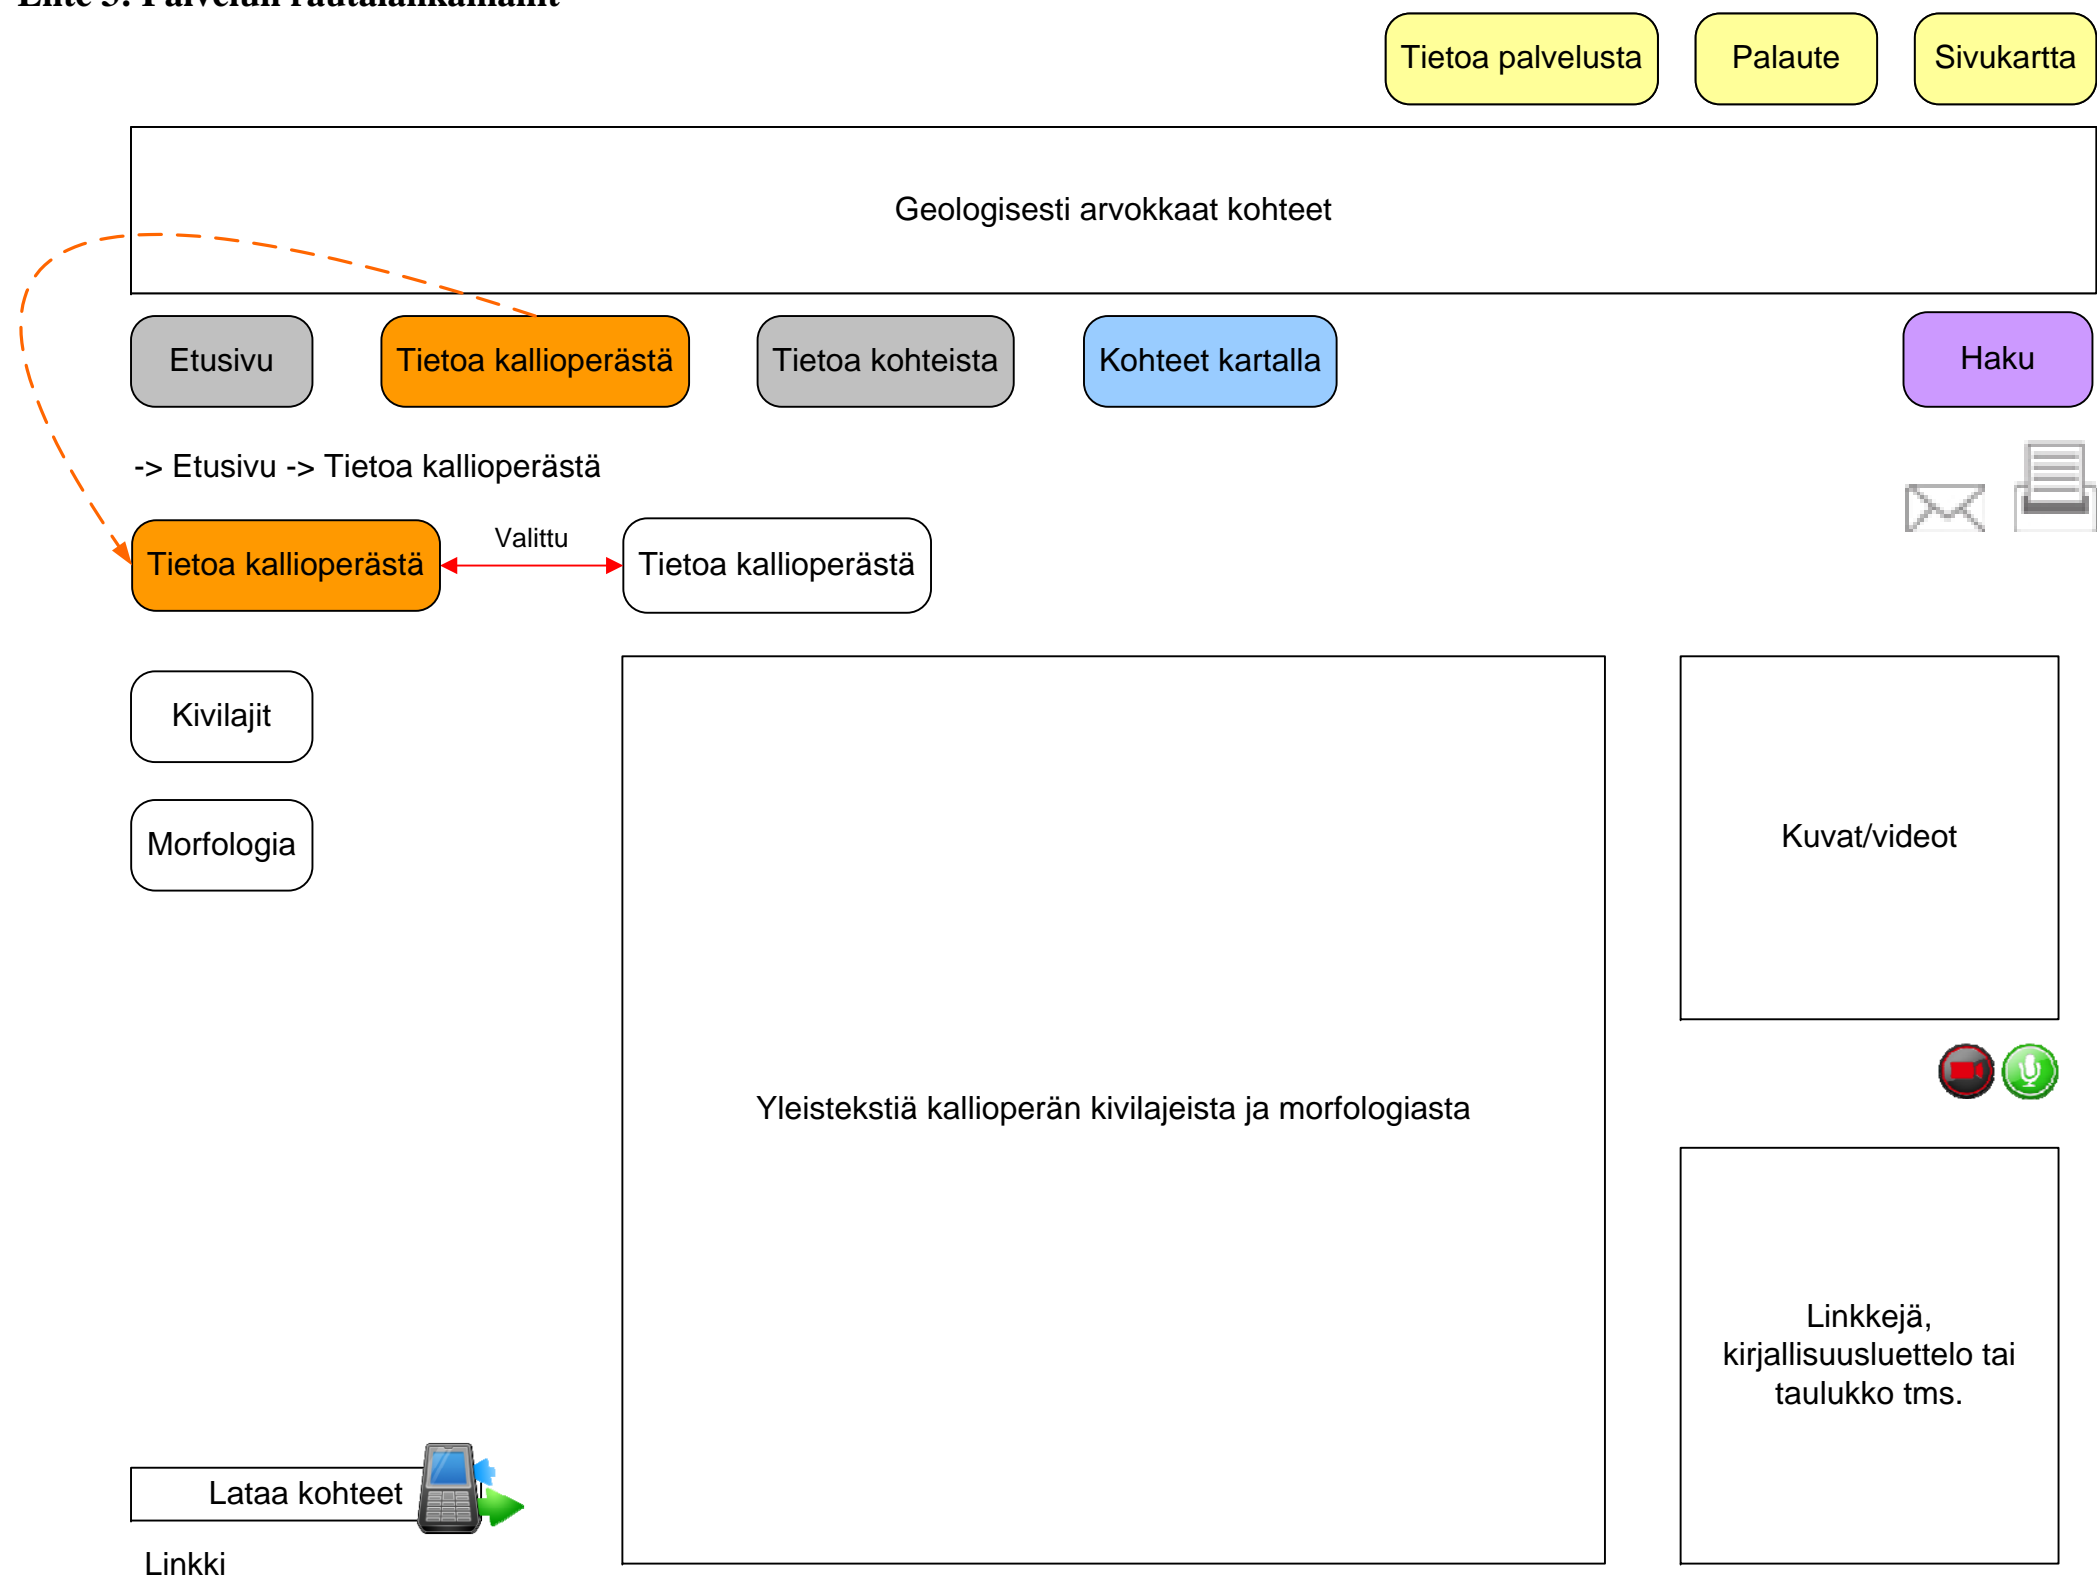 Tietoa palvelusta
Palaute
Sivukartta
Geologisesti arvokkaat kohteet
Etusivu
Tietoa kallioperästä
Tietoa kohteista
Kohteet kartalla
Haku
-> Etusivu -> Tietoa kallioperästä
Tietoa kallioperästä
Valittu
Tietoa kallioperästä
Kivilajit
Morfologia
Kuvat/videot
Yleistekstiä kallioperän kivilajeista ja morfologiasta
Linkkejä,
kirjallisuusluettelo tai
taulukko tms.
Lataa kohteet
Linkki